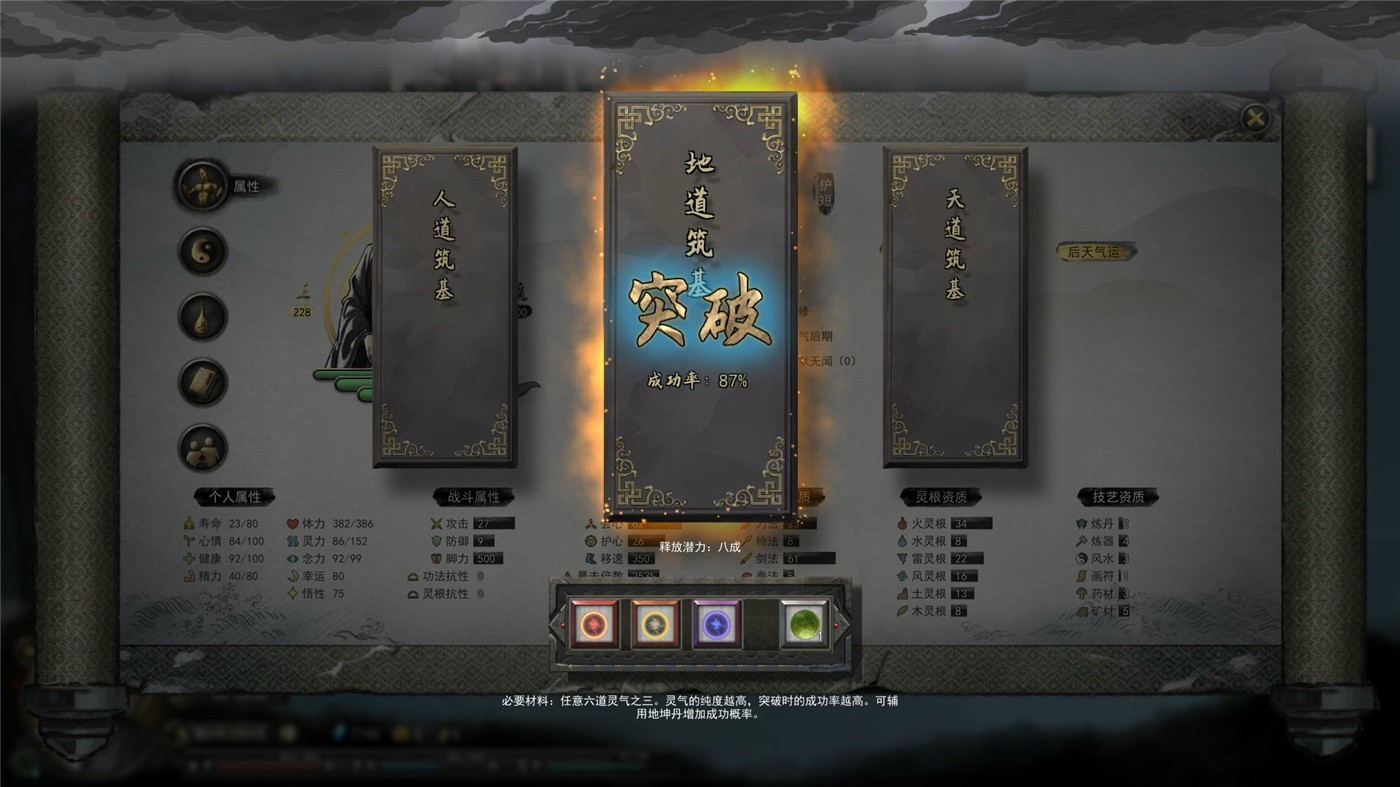 属性
人道筑基
地道筑基
天道筑基
护短
后天气运
228
突破
修
气后期
默无闻（0）
成功率：87%
个人属性
战斗属性
质
灵根资质
技艺资质
寿命 23/80
体力 382/386
攻击 27
火灵根 34
炼丹
心情 84/100
灵力 86/152
防御 9
护心 26
枪法 8
水灵根 8
炼器 4
健康 92/100
念力 92/99
脚力 500
移速 350
剑法 61
雷灵根 22
风水 3
精力 40/80
幸运 80
功法抗性 0
风灵根 16
画符
悟性 75
灵根抗性 0
土灵根 13
药材 3
木灵根 8
矿材 5
释放潜力：八成
1
必要材料：任意六道灵气之三。灵气的纯度越高，突破时的成功率越高。可辅
用地坤丹增加成功概率。